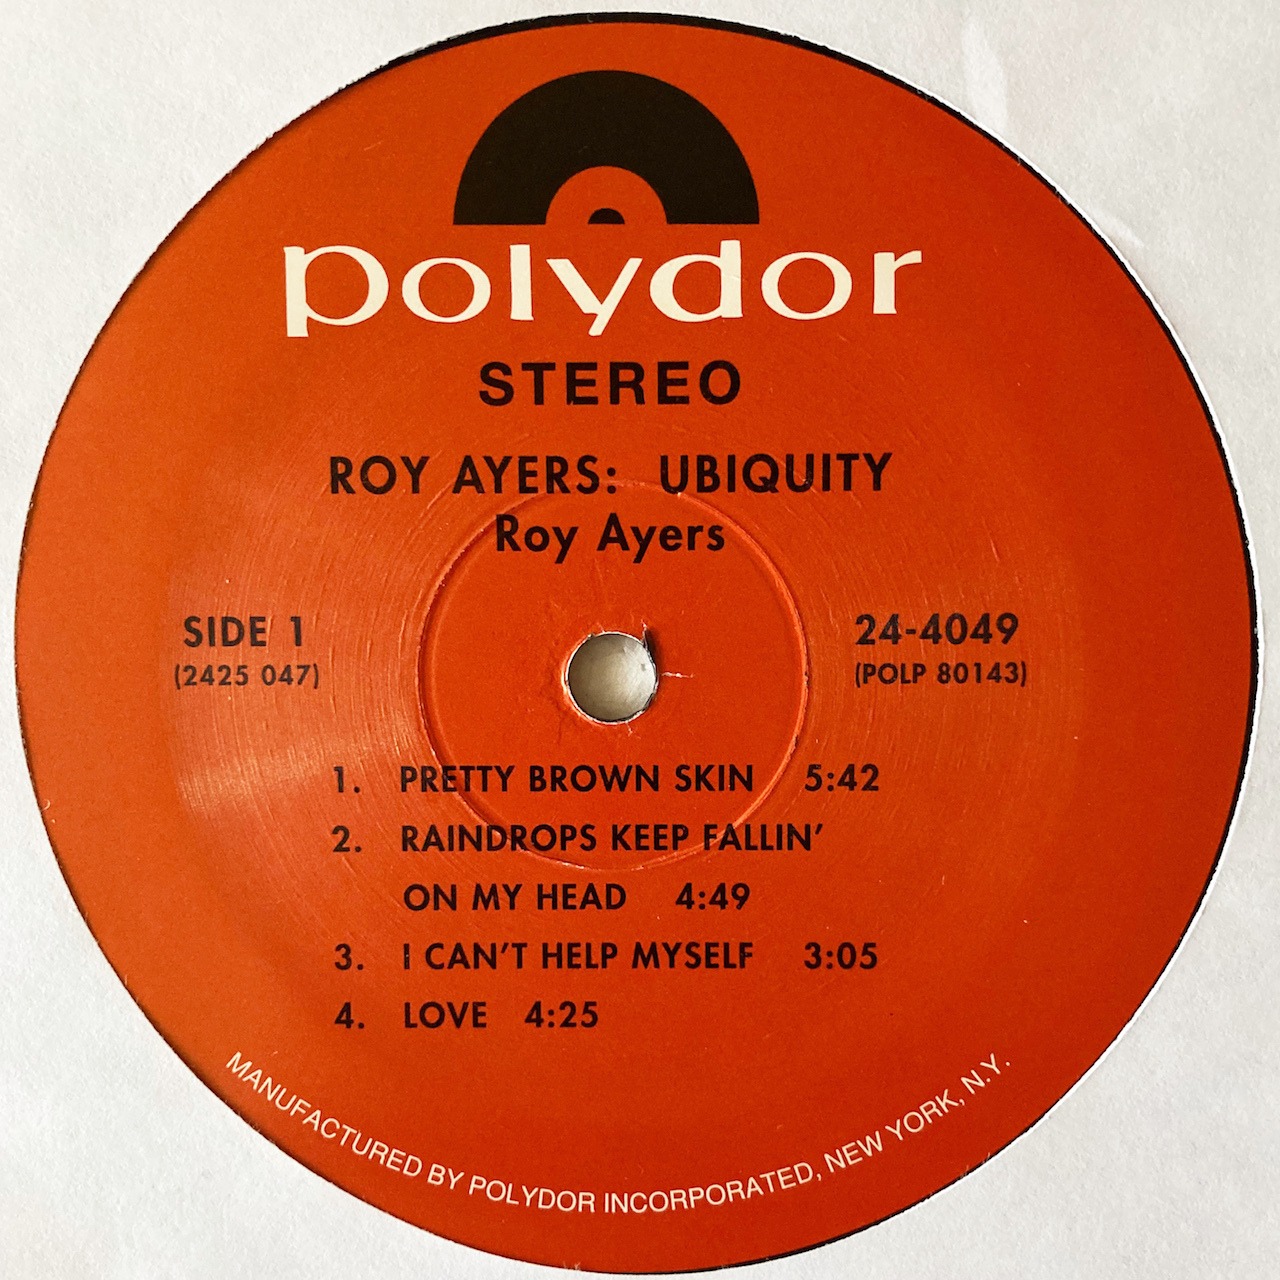 polydor
STEREO
ROY AYERS: UBIQUITY
Roy Ayers
SIDE 1
(2425 047)
24-4049
(POLP 80143)
1. PRETTY BROWN SKIN 5:42
2. RAINDROPS KEEP FALLIN'
ON MY HEAD 4:49
3. I CAN'T HELP MYSELF 3:05
4. LOVE 4:25
MANUFACTURED BY POLYDOR INCORPORATED, NEW YORK, N.Y.